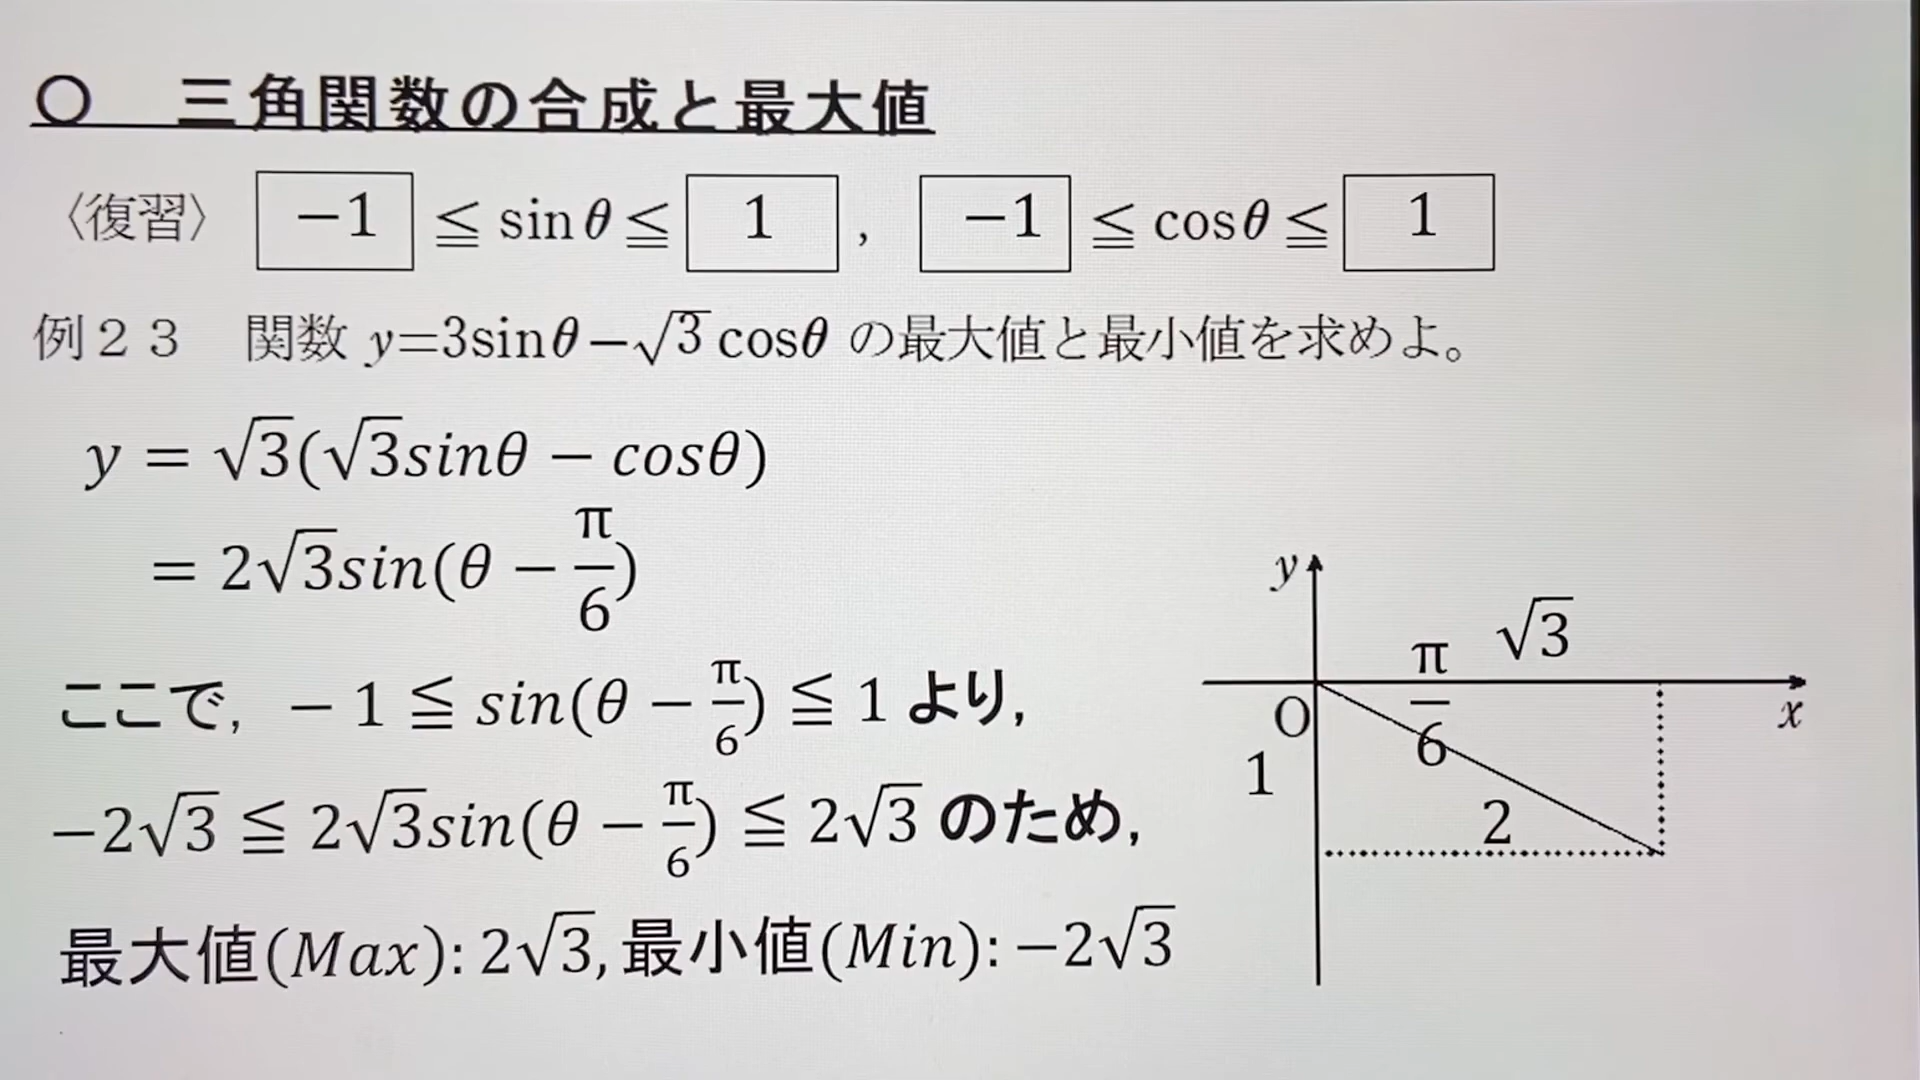 〇　三角関数の合成と最大値
〈復習〉 −1 ≦ sinθ ≦ 1 , −1 ≦ cosθ ≦ 1
例２３　関数 y=3sinθ−√3cosθ の最大値と最小値を求めよ。
y = √3(√3sinθ − cosθ)
= 2√3sin(θ − π/6)
ここで, −1 ≦ sin(θ − π/6) ≦ 1 より,
−2√3 ≦ 2√3sin(θ − π/6) ≦ 2√3 のため,
最大値(Max): 2√3, 最小値(Min): −2√3
y
√3
π/6
O
x
1
2